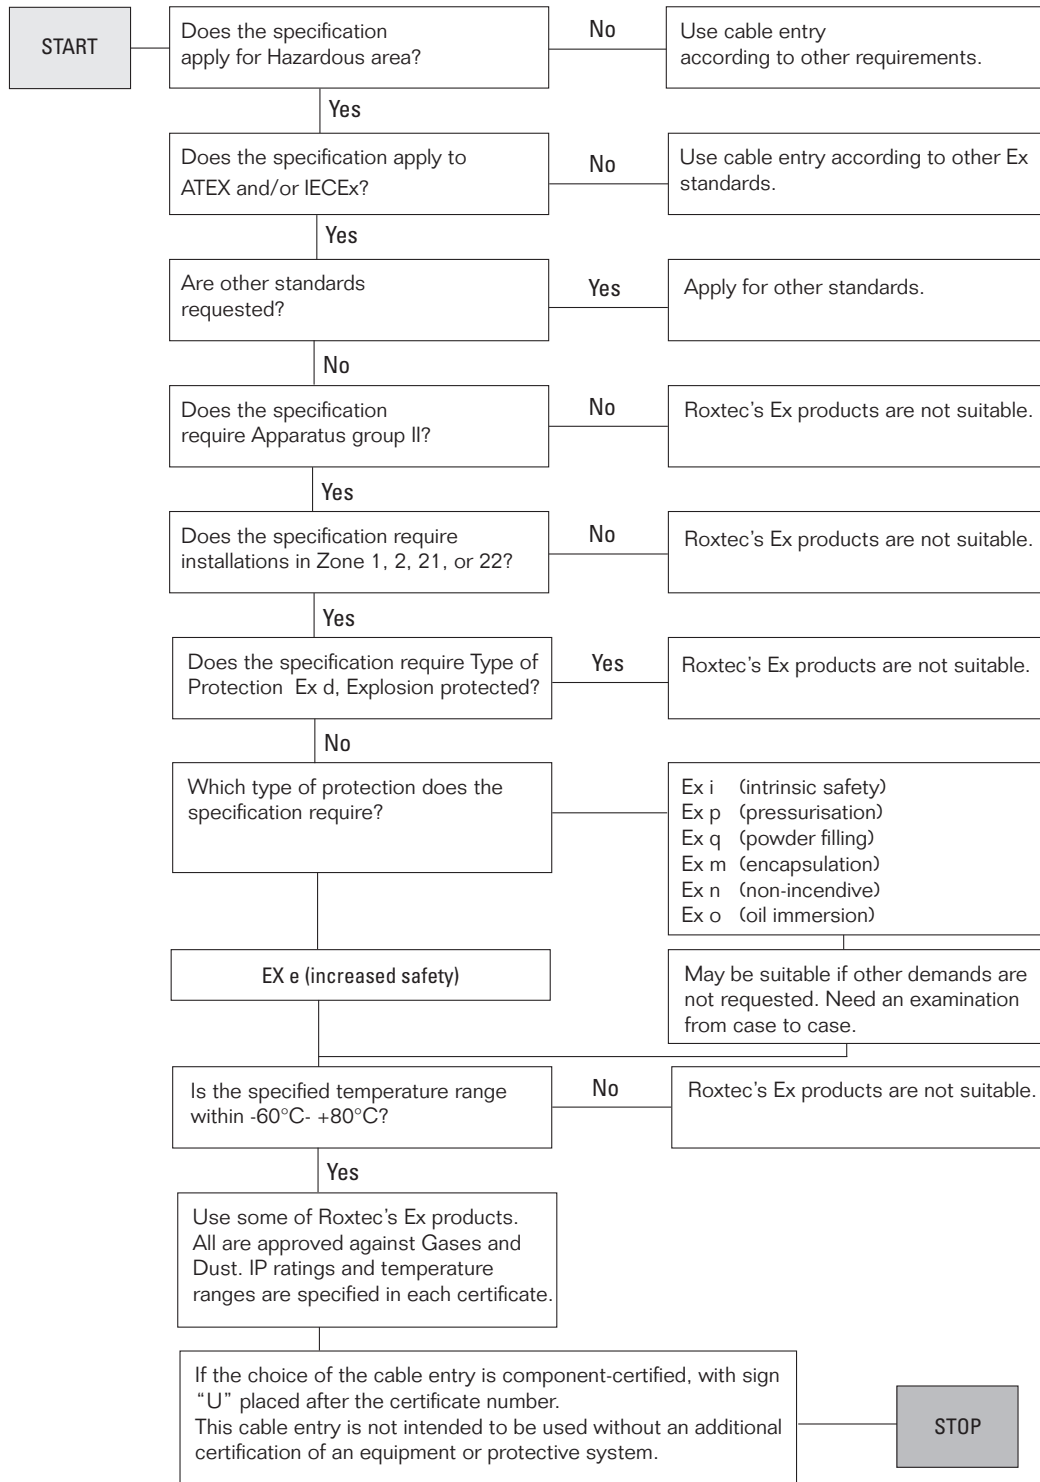 START
Does the specification
apply for Hazardous area?
No
Use cable entry
according to other requirements.
Yes
Does the specification apply to
ATEX and/or IECEx?
No
Use cable entry according to other Ex
standards.
Yes
Are other standards
requested?
Yes
Apply for other standards.
No
Does the specification
require Apparatus group II?
No
Roxtec's Ex products are not suitable.
Yes
Does the specification require
installations in Zone 1, 2, 21, or 22?
No
Roxtec's Ex products are not suitable.
Yes
Does the specification require Type of
Protection Ex d, Explosion protected?
Yes
Roxtec's Ex products are not suitable.
No
Which type of protection does the
specification require?
Ex i (intrinsic safety)
Ex p (pressurisation)
Ex q (powder filling)
Ex m (encapsulation)
Ex n (non-incendive)
Ex o (oil immersion)
EX e (increased safety)
May be suitable if other demands are
not requested. Need an examination
from case to case.
Is the specified temperature range
within -60°C- +80°C?
No
Roxtec's Ex products are not suitable.
Yes
Use some of Roxtec's Ex products.
All are approved against Gases and
Dust. IP ratings and temperature
ranges are specified in each certificate.
If the choice of the cable entry is component-certified, with sign
"U" placed after the certificate number.
This cable entry is not intended to be used without an additional
certification of an equipment or protective system.
STOP